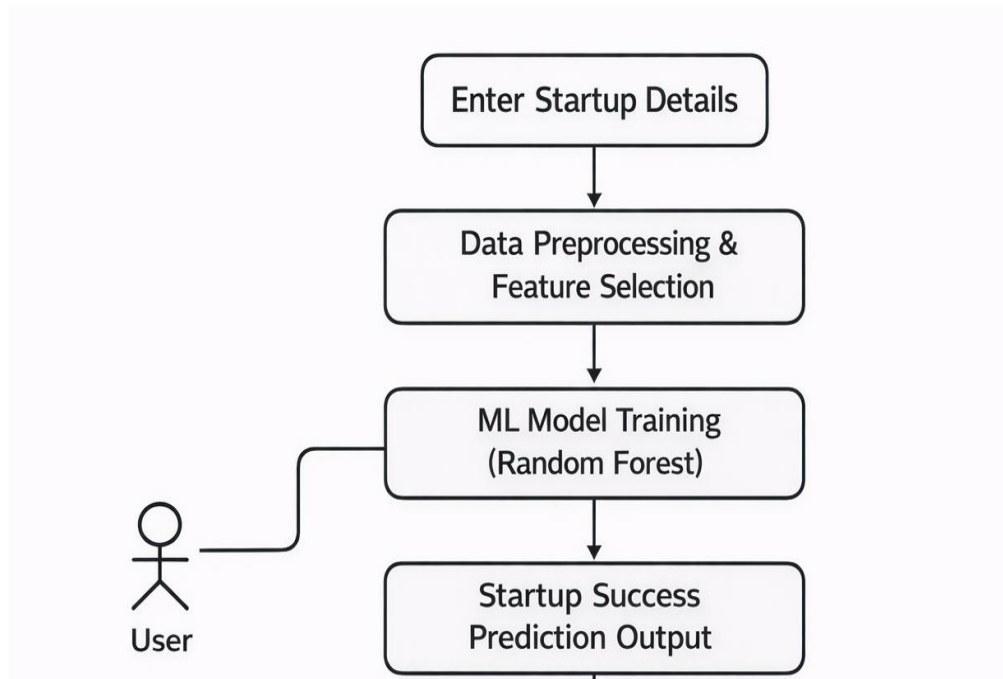 Enter Startup Details
Data Preprocessing &
Feature Selection
ML Model Training
(Random Forest)
Startup Success
Prediction Output
User